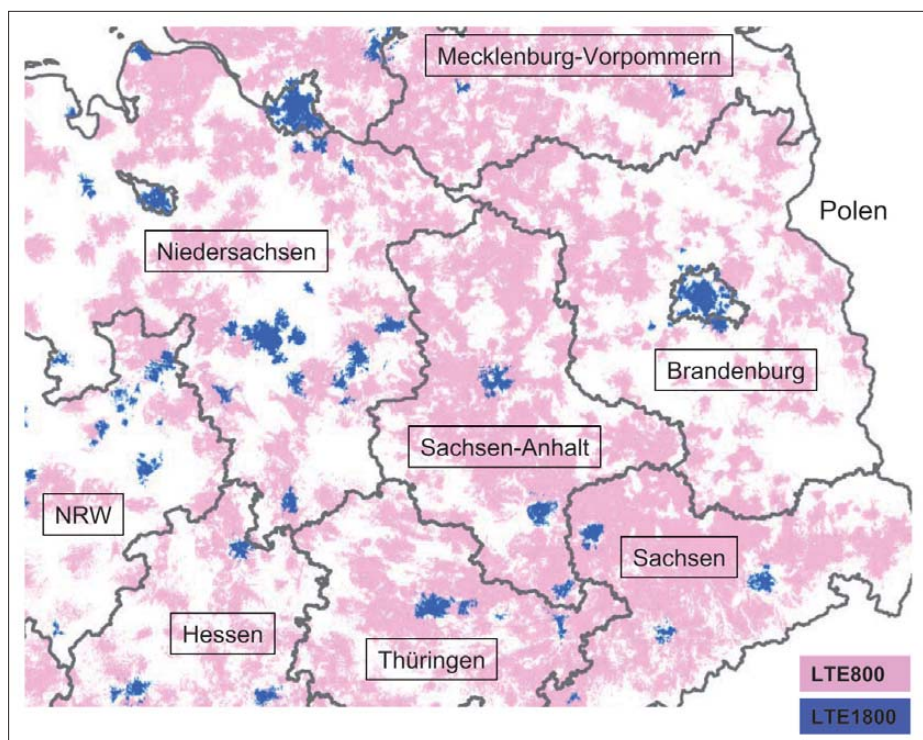 Mecklenburg-Vorpommern
Polen
Niedersachsen
Brandenburg
Sachsen-Anhalt
NRW
Sachsen
Hessen
Thüringen
LTE800
LTE1800